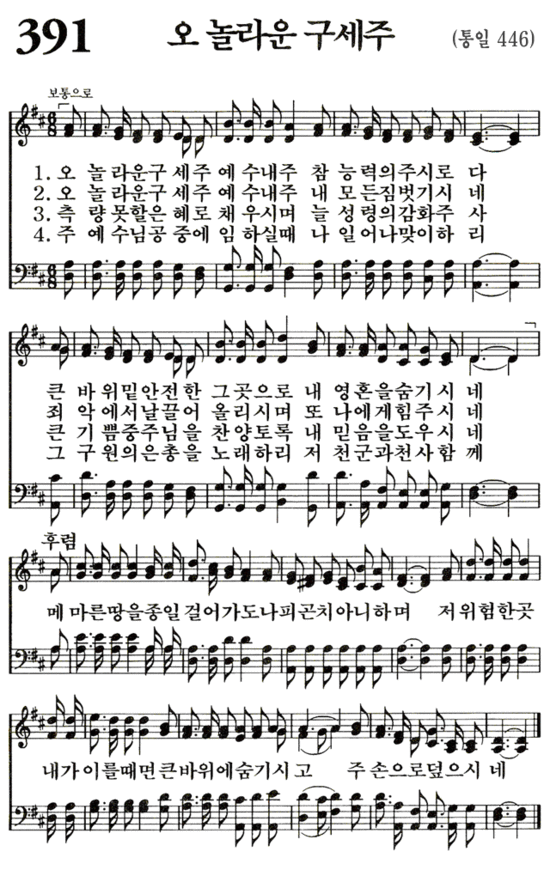 391 오 놀라운 구세주 (통일 446)
보통으로
1. 오 놀라운구 세주 예 수내주 참 능력의주시로 다
2. 오 놀라운구 세주 예 수내주 내 모든짐벗기시 네
3. 측 량못할은 혜로 채 우시며 늘 성령의감화주 사
4. 주 예수님공 중에 임 하실때 나 일어나맞이하 리
큰 바위밑안전한 그곳으로 내 영혼을숨기시 네
죄 악에서날끌어 올리시며 또 나에게힘주시 네
큰 기쁨중주님을 찬양토록 내 믿음을도우시 네
그 구원의은총을 노래하리 저 천군과천사함 께
후렴
메 마른땅을종일 걸어가도나피 곤치아니하며 저위험한곳
내가이를때면큰바위에숨기시고 주손으로덮으시 네